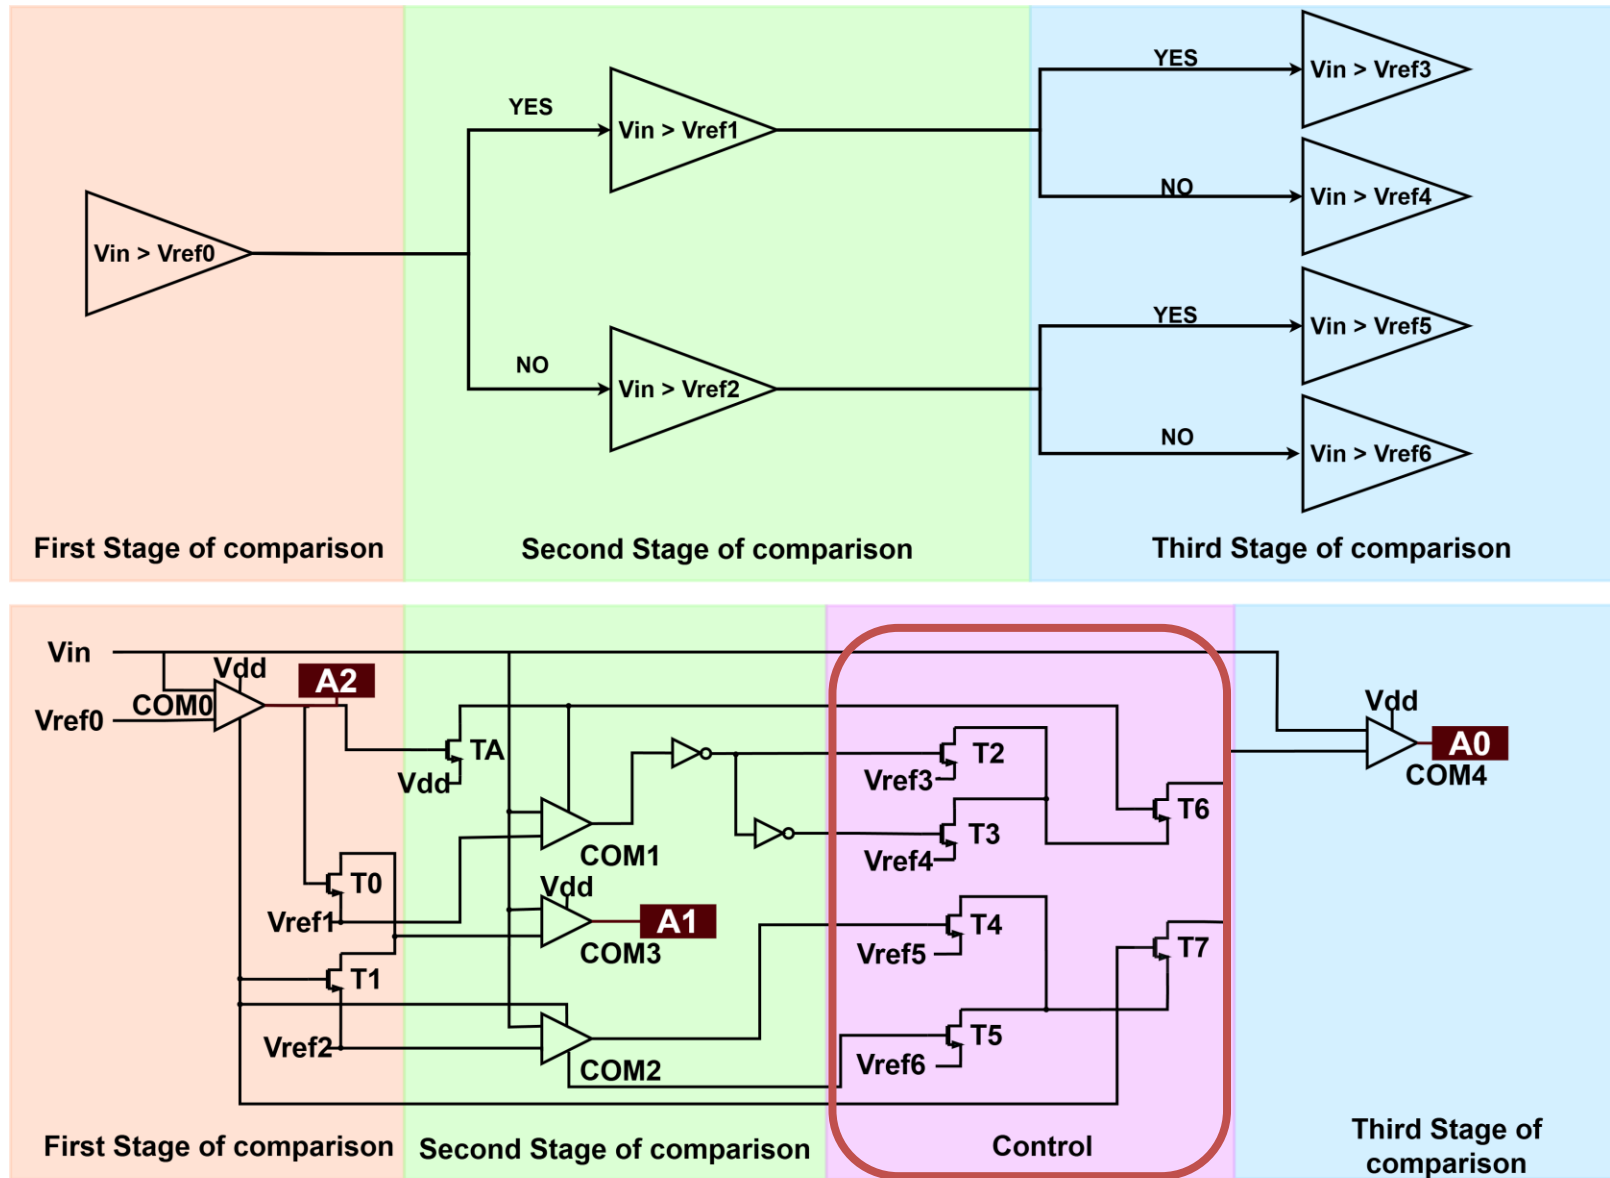 YES
Vin > Vref3
YES
Vin > Vref1
NO
Vin > Vref4
Vin > Vref0
YES
Vin > Vref5
NO
Vin > Vref2
NO
Vin > Vref6
First Stage of comparison
Second Stage of comparison
Third Stage of comparison
Vin
Vdd
A2
COM0
Vref0
TA
Vdd
T2
Vref3
T3
Vref4
T6
Vdd
A0
COM4
COM1
T0
Vref1
Vdd
A1
COM3
T1
Vref2
COM2
T4
Vref5
T5
Vref6
T7
First Stage of comparison
Second Stage of comparison
Control
Third Stage of
comparison